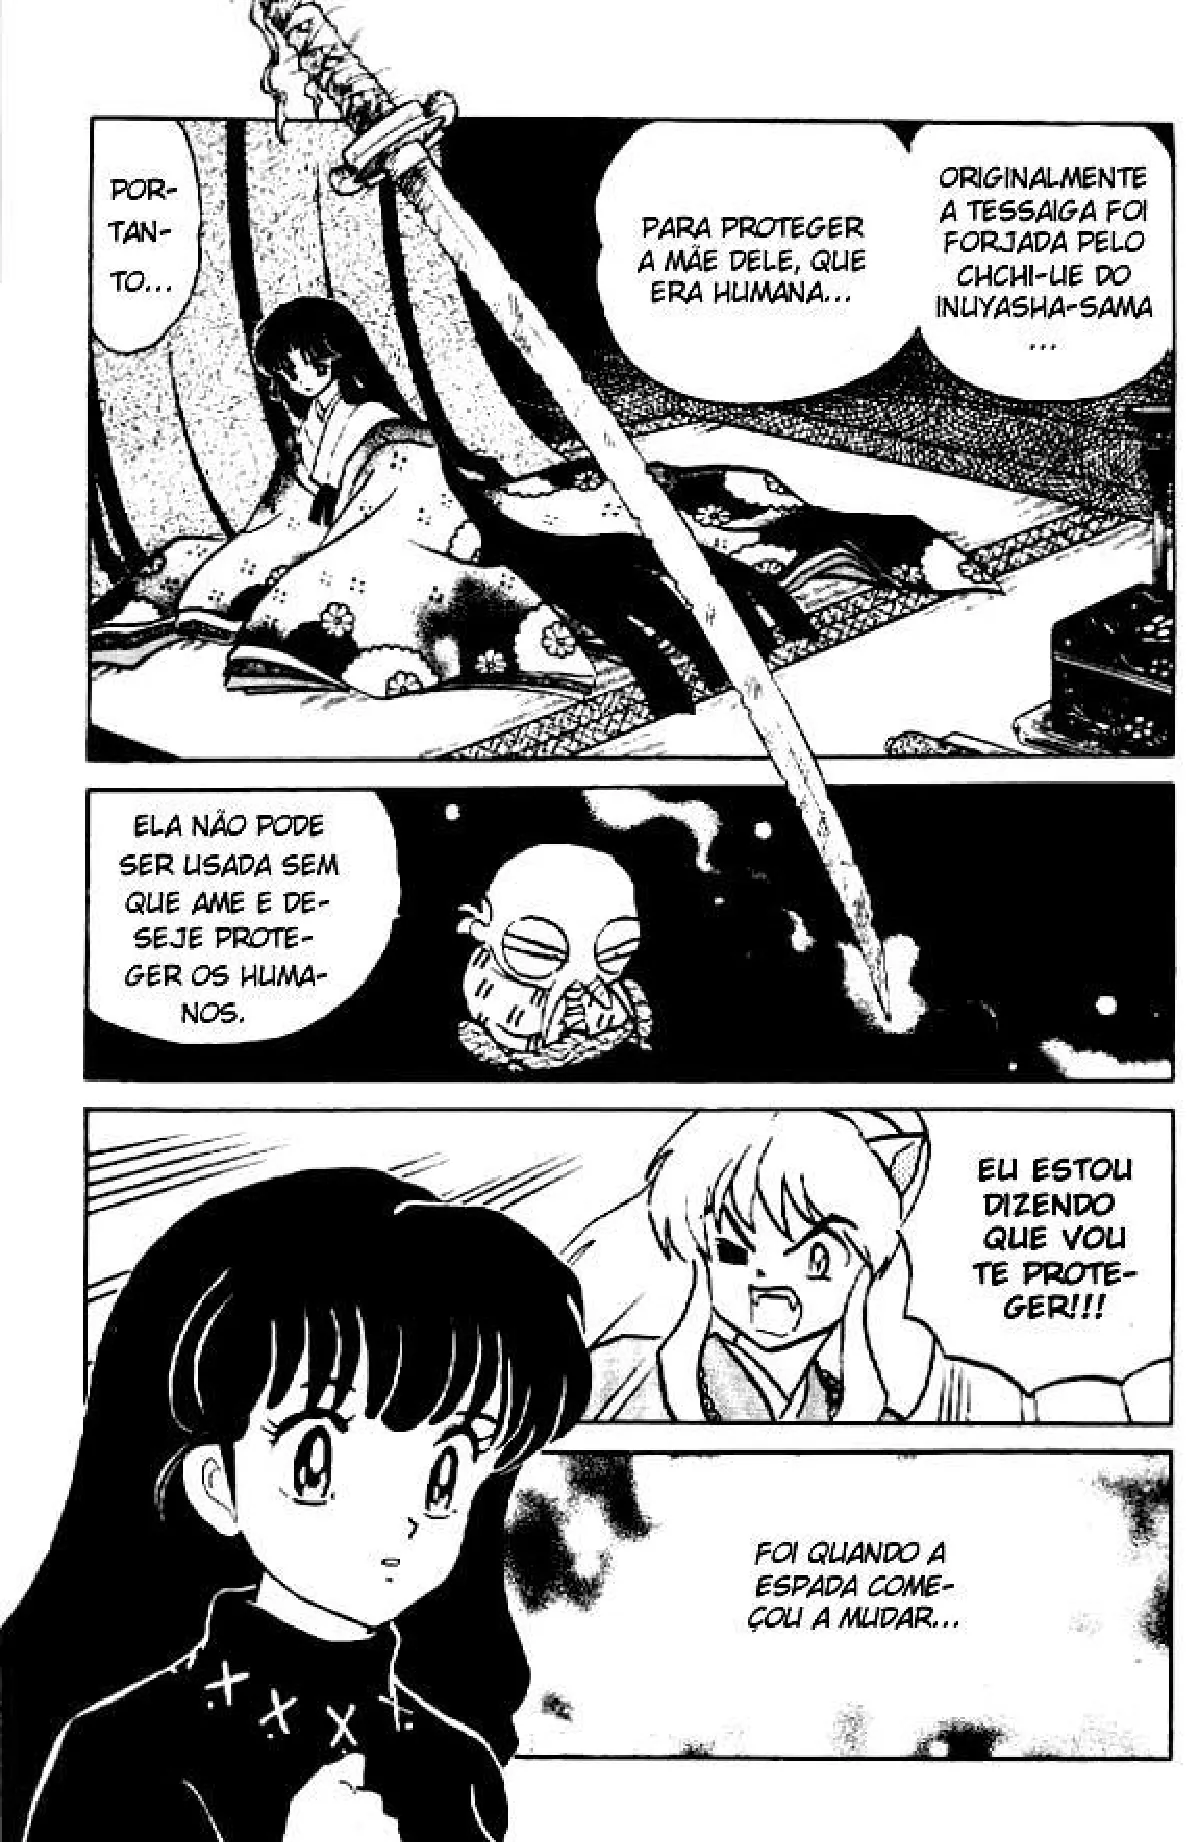 ORIGINALMENTE
A TESSAIGA FOI
FORJADA PELO
CHCHI-UE DO
INUYASHA-SAMA
...
PARA PROTEGER
A MÃE DELE, QUE
ERA HUMANA...
POR-
TAN-
TO...
ELA NÃO PODE
SER USADA SEM
QUE AME E DE-
SEJE PROTE-
GER OS HUMA-
NOS.
EU ESTOU
DIZENDO
QUE VOU
TE PROTE-
GER!!!
FOI QUANDO A
ESPADA COME-
ÇOU A MUDAR...